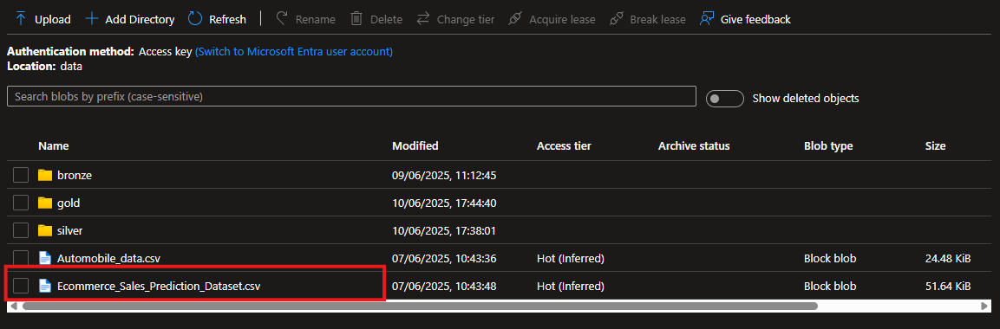 Upload Add Directory Refresh Rename Delete Change tier Acquire lease Break lease Give feedback
Authentication method: Access key (Switch to Microsoft Entra user account)
Location: data
Search blobs by prefix (case-sensitive) Show deleted objects
Name Modified Access tier Archive status Blob type Size
bronze 09/06/2025, 11:12:45
gold 10/06/2025, 17:44:40
silver 10/06/2025, 17:38:01
Automobile_data.csv 07/06/2025, 10:43:36 Hot (Inferred) Block blob 24.48 KiB
Ecommerce_Sales_Prediction_Dataset.csv 07/06/2025, 10:43:48 Hot (Inferred) Block blob 51.64 KiB